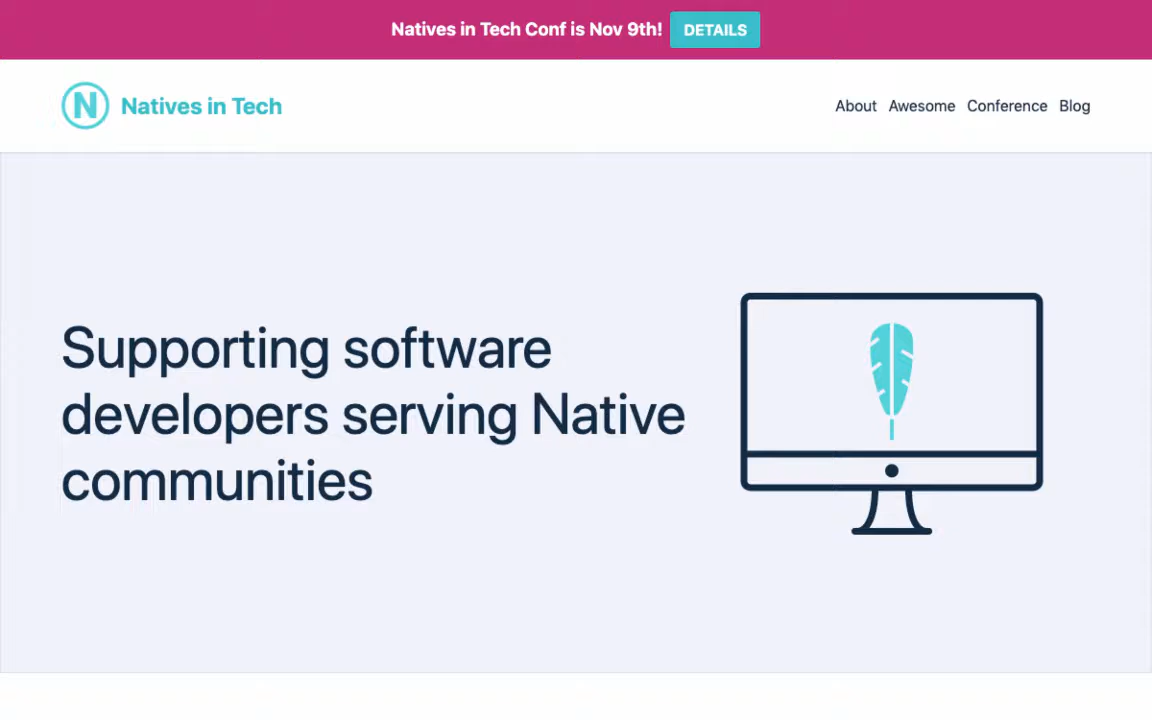 Natives in Tech Conf is Nov 9th! DETAILS
N Natives in Tech
About Awesome Conference Blog
Supporting software
developers serving Native
communities